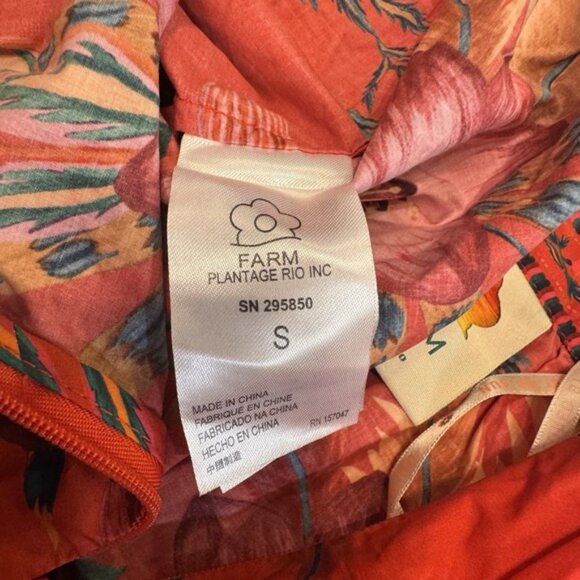 FARM
PLANTAGE RIO INC
SN 295850
S
MADE IN CHINA
FABRIQUE EN CHINE
FABRICADO NA CHINA
HECHO EN CHINA
中國製造
RN 157047